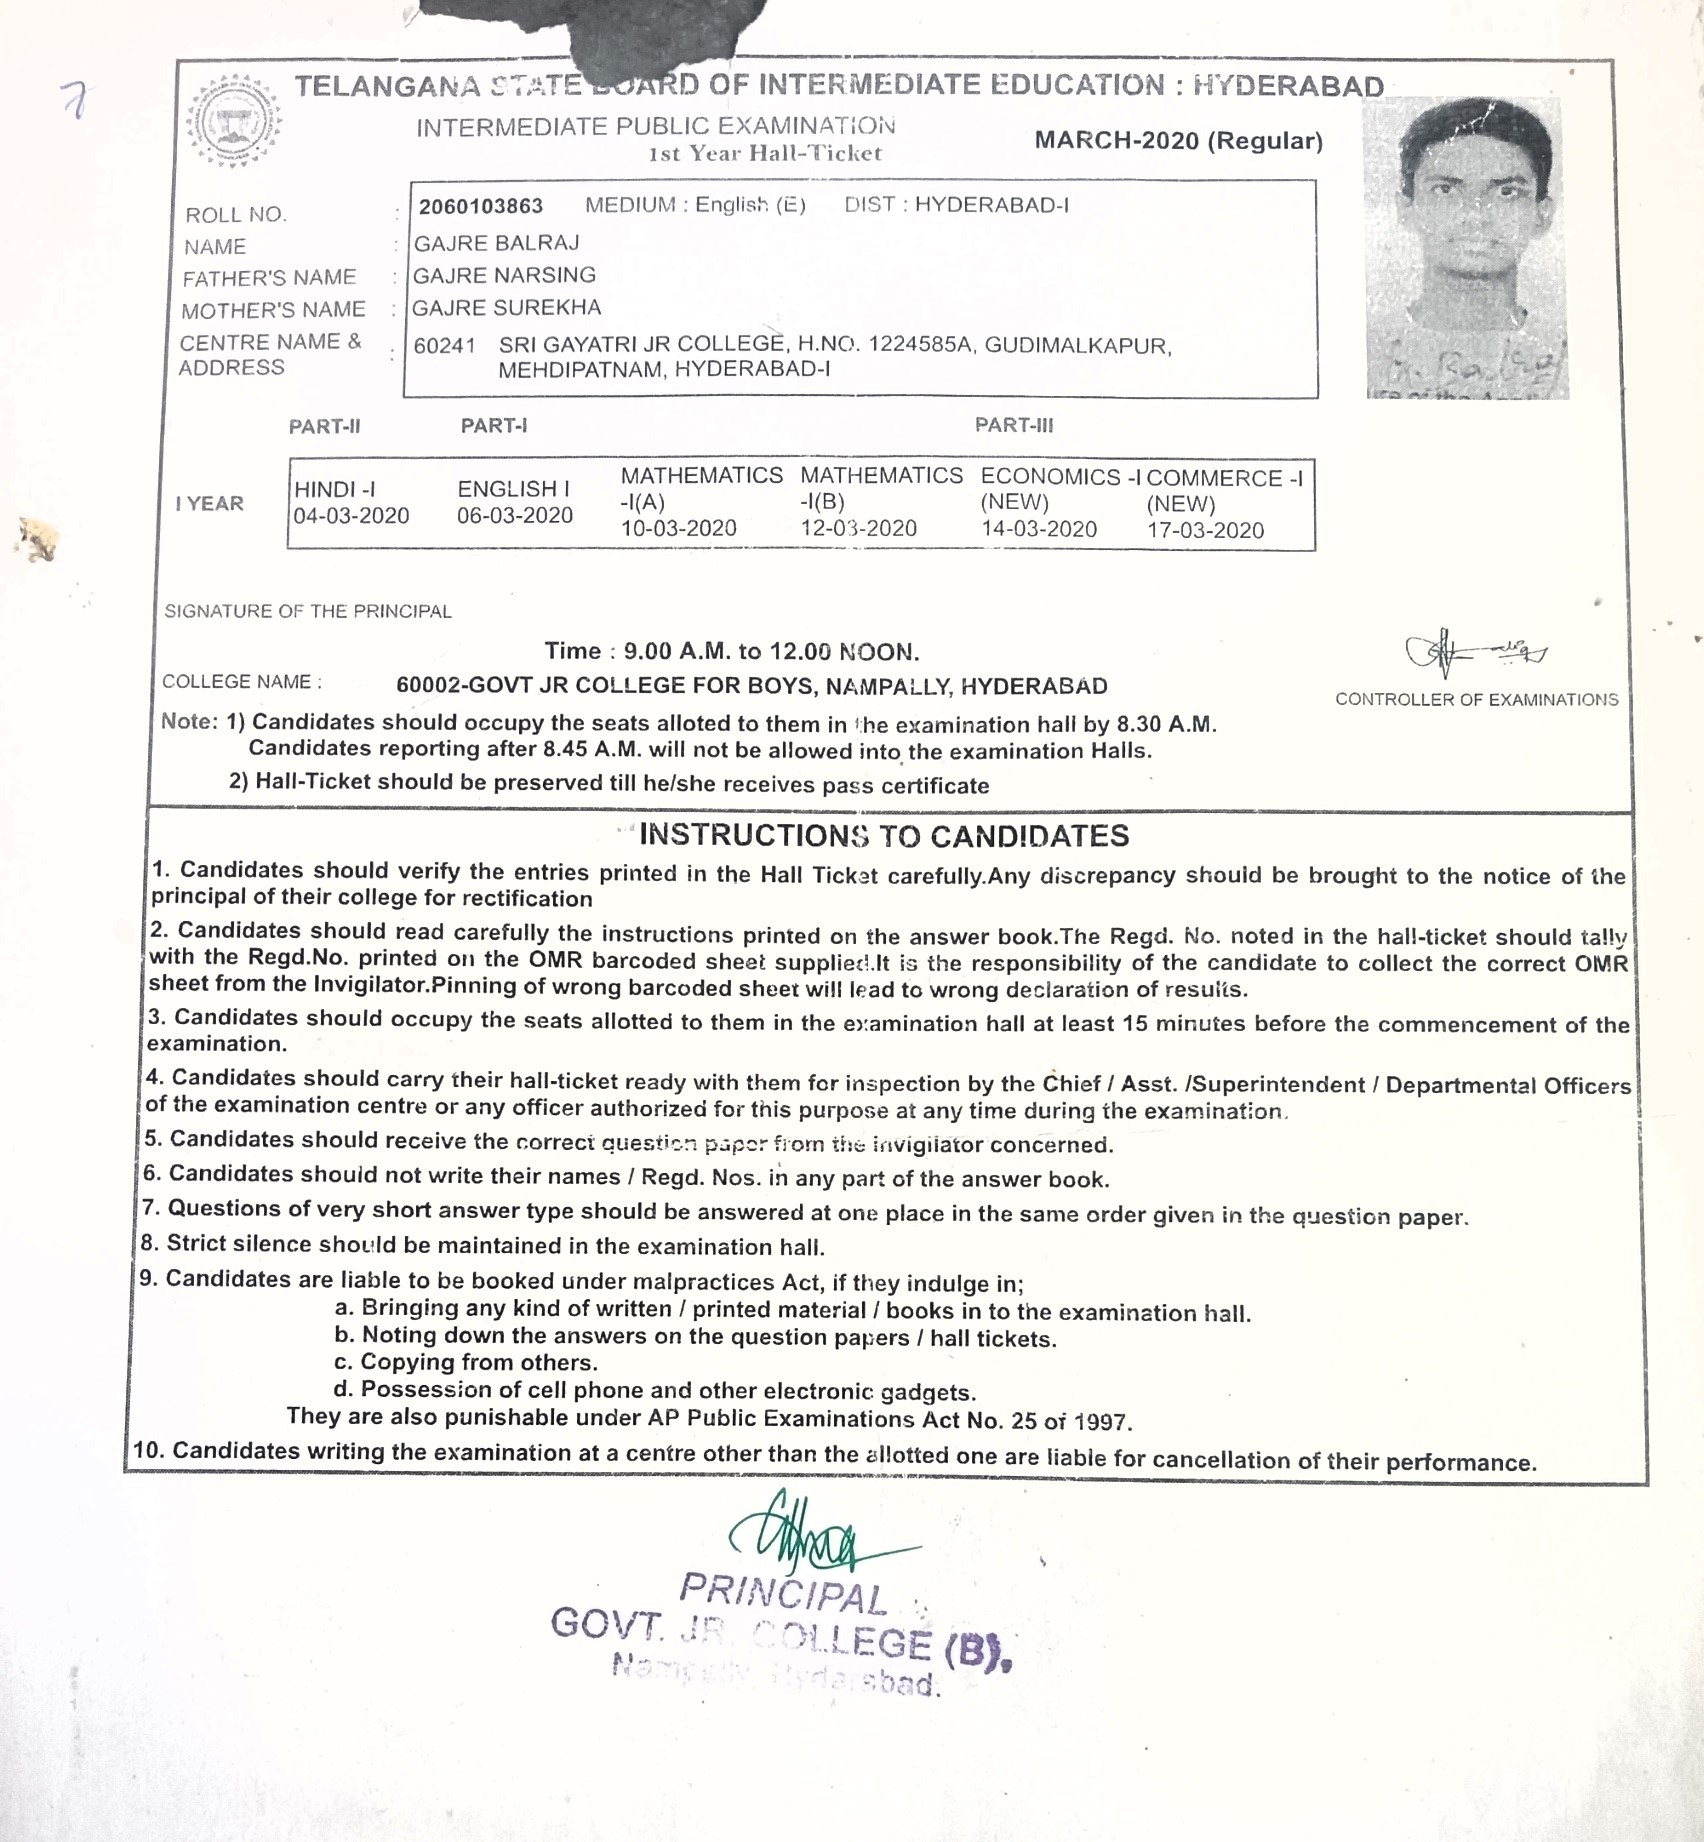 7
TELANGANA STATE BOARD OF INTERMEDIATE EDUCATION : HYDERABAD
INTERMEDIATE PUBLIC EXAMINATION
1st Year Hall-Ticket
MARCH-2020 (Regular)
ROLL NO. : 2060103863 MEDIUM : English (E) DIST : HYDERABAD-I
NAME : GAJRE BALRAJ
FATHER'S NAME : GAJRE NARSING
MOTHER'S NAME : GAJRE SUREKHA
CENTRE NAME & ADDRESS : 60241 SRI GAYATRI JR COLLEGE, H.NO. 1224585A, GUDIMALKAPUR,
MEHDIPATNAM, HYDERABAD-I
PART-II PART-I PART-III
I YEAR
HINDI -I ENGLISH I MATHEMATICS -I(A) MATHEMATICS -I(B) ECONOMICS -I (NEW) COMMERCE -I (NEW)
04-03-2020 06-03-2020 10-03-2020 12-03-2020 14-03-2020 17-03-2020
SIGNATURE OF THE PRINCIPAL
Time : 9.00 A.M. to 12.00 NOON.
COLLEGE NAME : 60002-GOVT JR COLLEGE FOR BOYS, NAMPALLY, HYDERABAD
CONTROLLER OF EXAMINATIONS
Note: 1) Candidates should occupy the seats alloted to them in the examination hall by 8.30 A.M.
Candidates reporting after 8.45 A.M. will not be allowed into the examination Halls.
2) Hall-Ticket should be preserved till he/she receives pass certificate
INSTRUCTIONS TO CANDIDATES
1. Candidates should verify the entries printed in the Hall Ticket carefully.Any discrepancy should be brought to the notice of the
principal of their college for rectification
2. Candidates should read carefully the instructions printed on the answer book.The Regd. No. noted in the hall-ticket should tally
with the Regd.No. printed on the OMR barcoded sheet supplied.It is the responsibility of the candidate to collect the correct OMR
sheet from the Invigilator.Pinning of wrong barcoded sheet will lead to wrong declaration of results.
3. Candidates should occupy the seats allotted to them in the examination hall at least 15 minutes before the commencement of the
examination.
4. Candidates should carry their hall-ticket ready with them for inspection by the Chief / Asst. /Superintendent / Departmental Officers
of the examination centre or any officer authorized for this purpose at any time during the examination.
5. Candidates should receive the correct question paper from the invigilator concerned.
6. Candidates should not write their names / Regd. Nos. in any part of the answer book.
7. Questions of very short answer type should be answered at one place in the same order given in the question paper.
8. Strict silence should be maintained in the examination hall.
9. Candidates are liable to be booked under malpractices Act, if they indulge in;
a. Bringing any kind of written / printed material / books in to the examination hall.
b. Noting down the answers on the question papers / hall tickets.
c. Copying from others.
d. Possession of cell phone and other electronic gadgets.
They are also punishable under AP Public Examinations Act No. 25 of 1997.
10. Candidates writing the examination at a centre other than the allotted one are liable for cancellation of their performance.
PRINCIPAL
GOVT. JR. COLLEGE (B),
Nampally, Hyderabad.